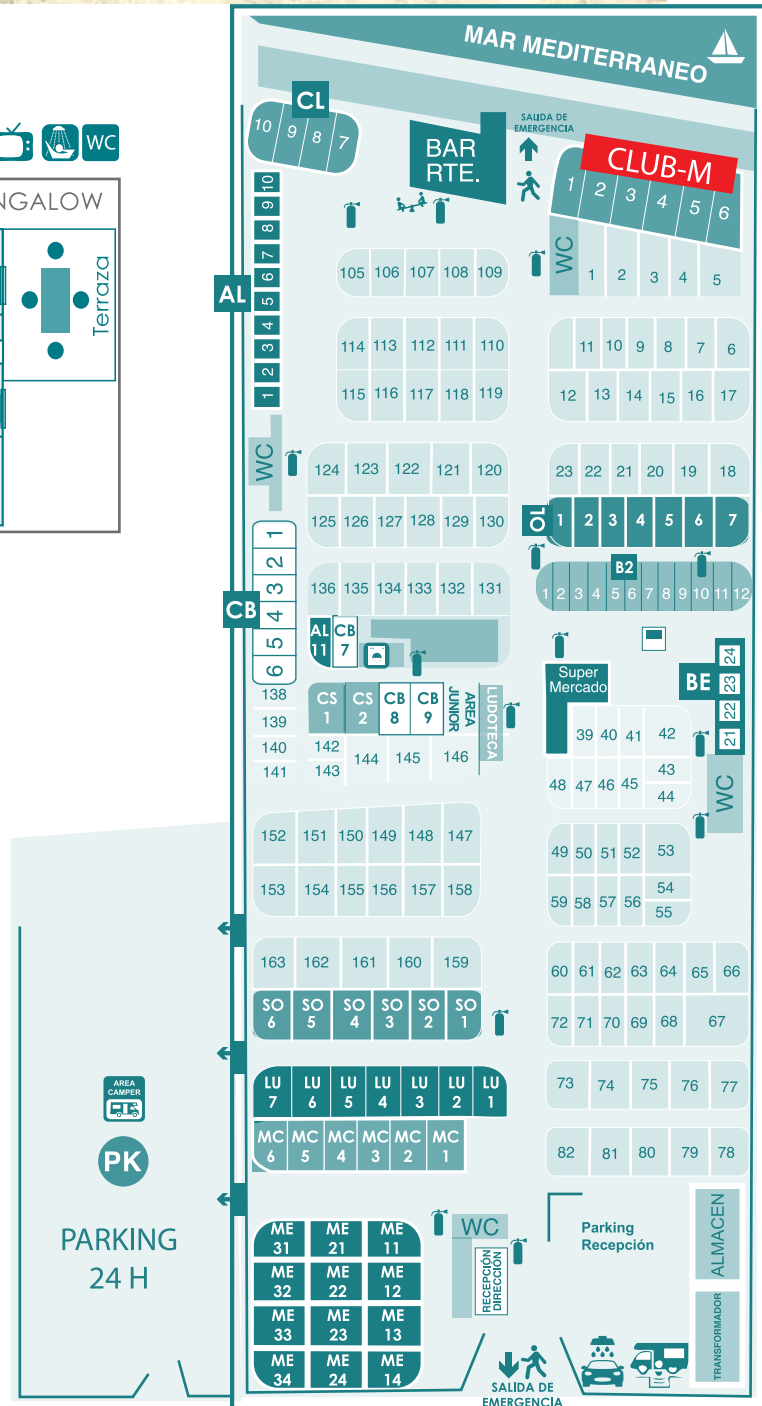 MAR MEDITERRANEO
CL
10 9 8 7
SALIDA DE
EMERGENCIA
BAR
RTE.
CLUB-M
1 2 3 4 5 6
WC
WC
NGALOW
Terraza
1 2 3 4 5
AL
10
9
8
7
6
5
4
3
2
1
105 106 107 108 109
114 113 112 111 110
115 116 117 118 119
11 10 9 8 7 6
12 13 14 15 16 17
WC
124 123 122 121 120
125 126 127 128 129 130
23 22 21 20 19 18
OL
1 2 3 4 5 6 7
CB
1
2
3
4
5
6
136 135 134 133 132 131
B2
1 2 3 4 5 6 7 8 9 10 11 12
AL
11
CB
7
Super
Mercado
BE
24
23
22
21
138
139
140
141
CS
1
CS
2
CB
8
CB
9
AREA
JUNIOR
LUDOTECA
142
143
144 145 146
39 40 41 42
48 47 46 45 43
44
WC
152 151 150 149 148 147
153 154 155 156 157 158
49 50 51 52 53
59 58 57 56 54
55
163 162 161 160 159
SO
6
SO
5
SO
4
SO
3
SO
2
SO
1
60 61 62 63 64 65 66
72 71 70 69 68 67
LU
7
LU
6
LU
5
LU
4
LU
3
LU
2
LU
1
MC
6
MC
5
MC
4
MC
3
MC
2
MC
1
73 74 75 76 77
82 81 80 79 78
AREA
CAMPER
PK
PARKING
24 H
ME
31
ME
21
ME
11
ME
32
ME
22
ME
12
ME
33
ME
23
ME
13
ME
34
ME
24
ME
14
WC
RECEPCIÓN
DIRECCIÓN
Parking
Recepción
ALMACEN
TRANSFORMADOR
SALIDA DE
EMERGENCIA